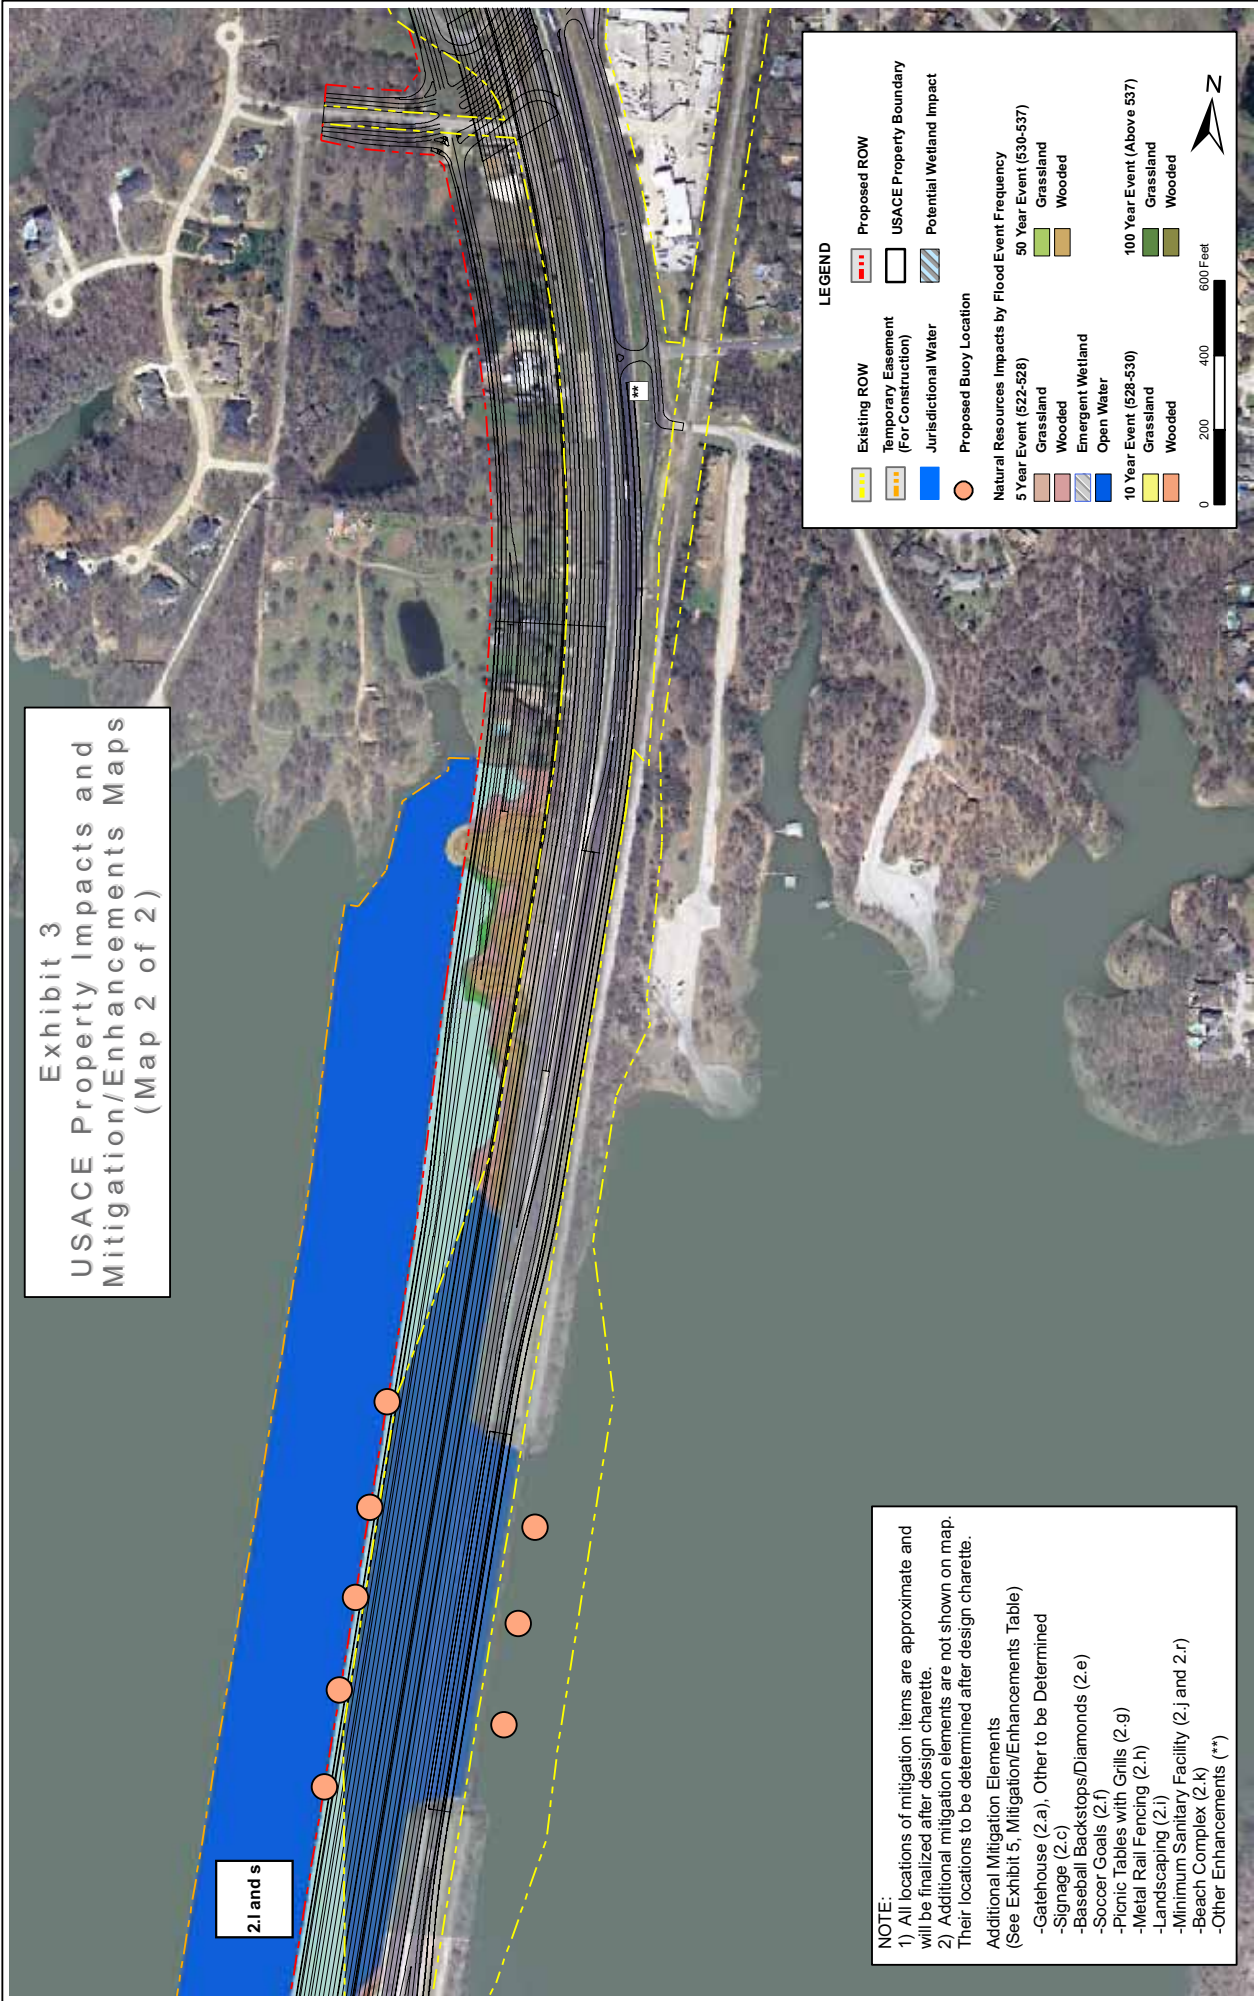 Exhibit 3
USACE Property Impacts and
Mitigation/Enhancements Maps
(Map 2 of 2)
2.l and s
**
LEGEND
Existing ROW
Proposed ROW
Temporary Easement
(For Construction)
USACE Property Boundary
Jurisdictional Water
Potential Wetland Impact
Proposed Buoy Location
Natural Resources Impacts by Flood Event Frequency
5 Year Event (522-528)
Grassland
Wooded
Emergent Wetland
Open Water
10 Year Event (528-530)
Grassland
Wooded
50 Year Event (530-537)
Grassland
Wooded
100 Year Event (Above 537)
Grassland
Wooded
0 200 400 600 Feet
N
NOTE:
1) All locations of mitigation items are approximate and
will be finalized after design charette.
2) Additional mitigation elements are not shown on map.
Their locations to be determined after design charette.
Additional Mitigation Elements
(See Exhibit 5, Mitigation/Enhancements Table)
-Gatehouse (2.a), Other to be Determined
-Signage (2.c)
-Baseball Backstops/Diamonds (2.e)
-Soccer Goals (2.f)
-Picnic Tables with Grills (2.g)
-Metal Rail Fencing (2.h)
-Landscaping (2.i)
-Minimum Sanitary Facility (2.j and 2.r)
-Beach Complex (2.k)
-Other Enhancements (**)